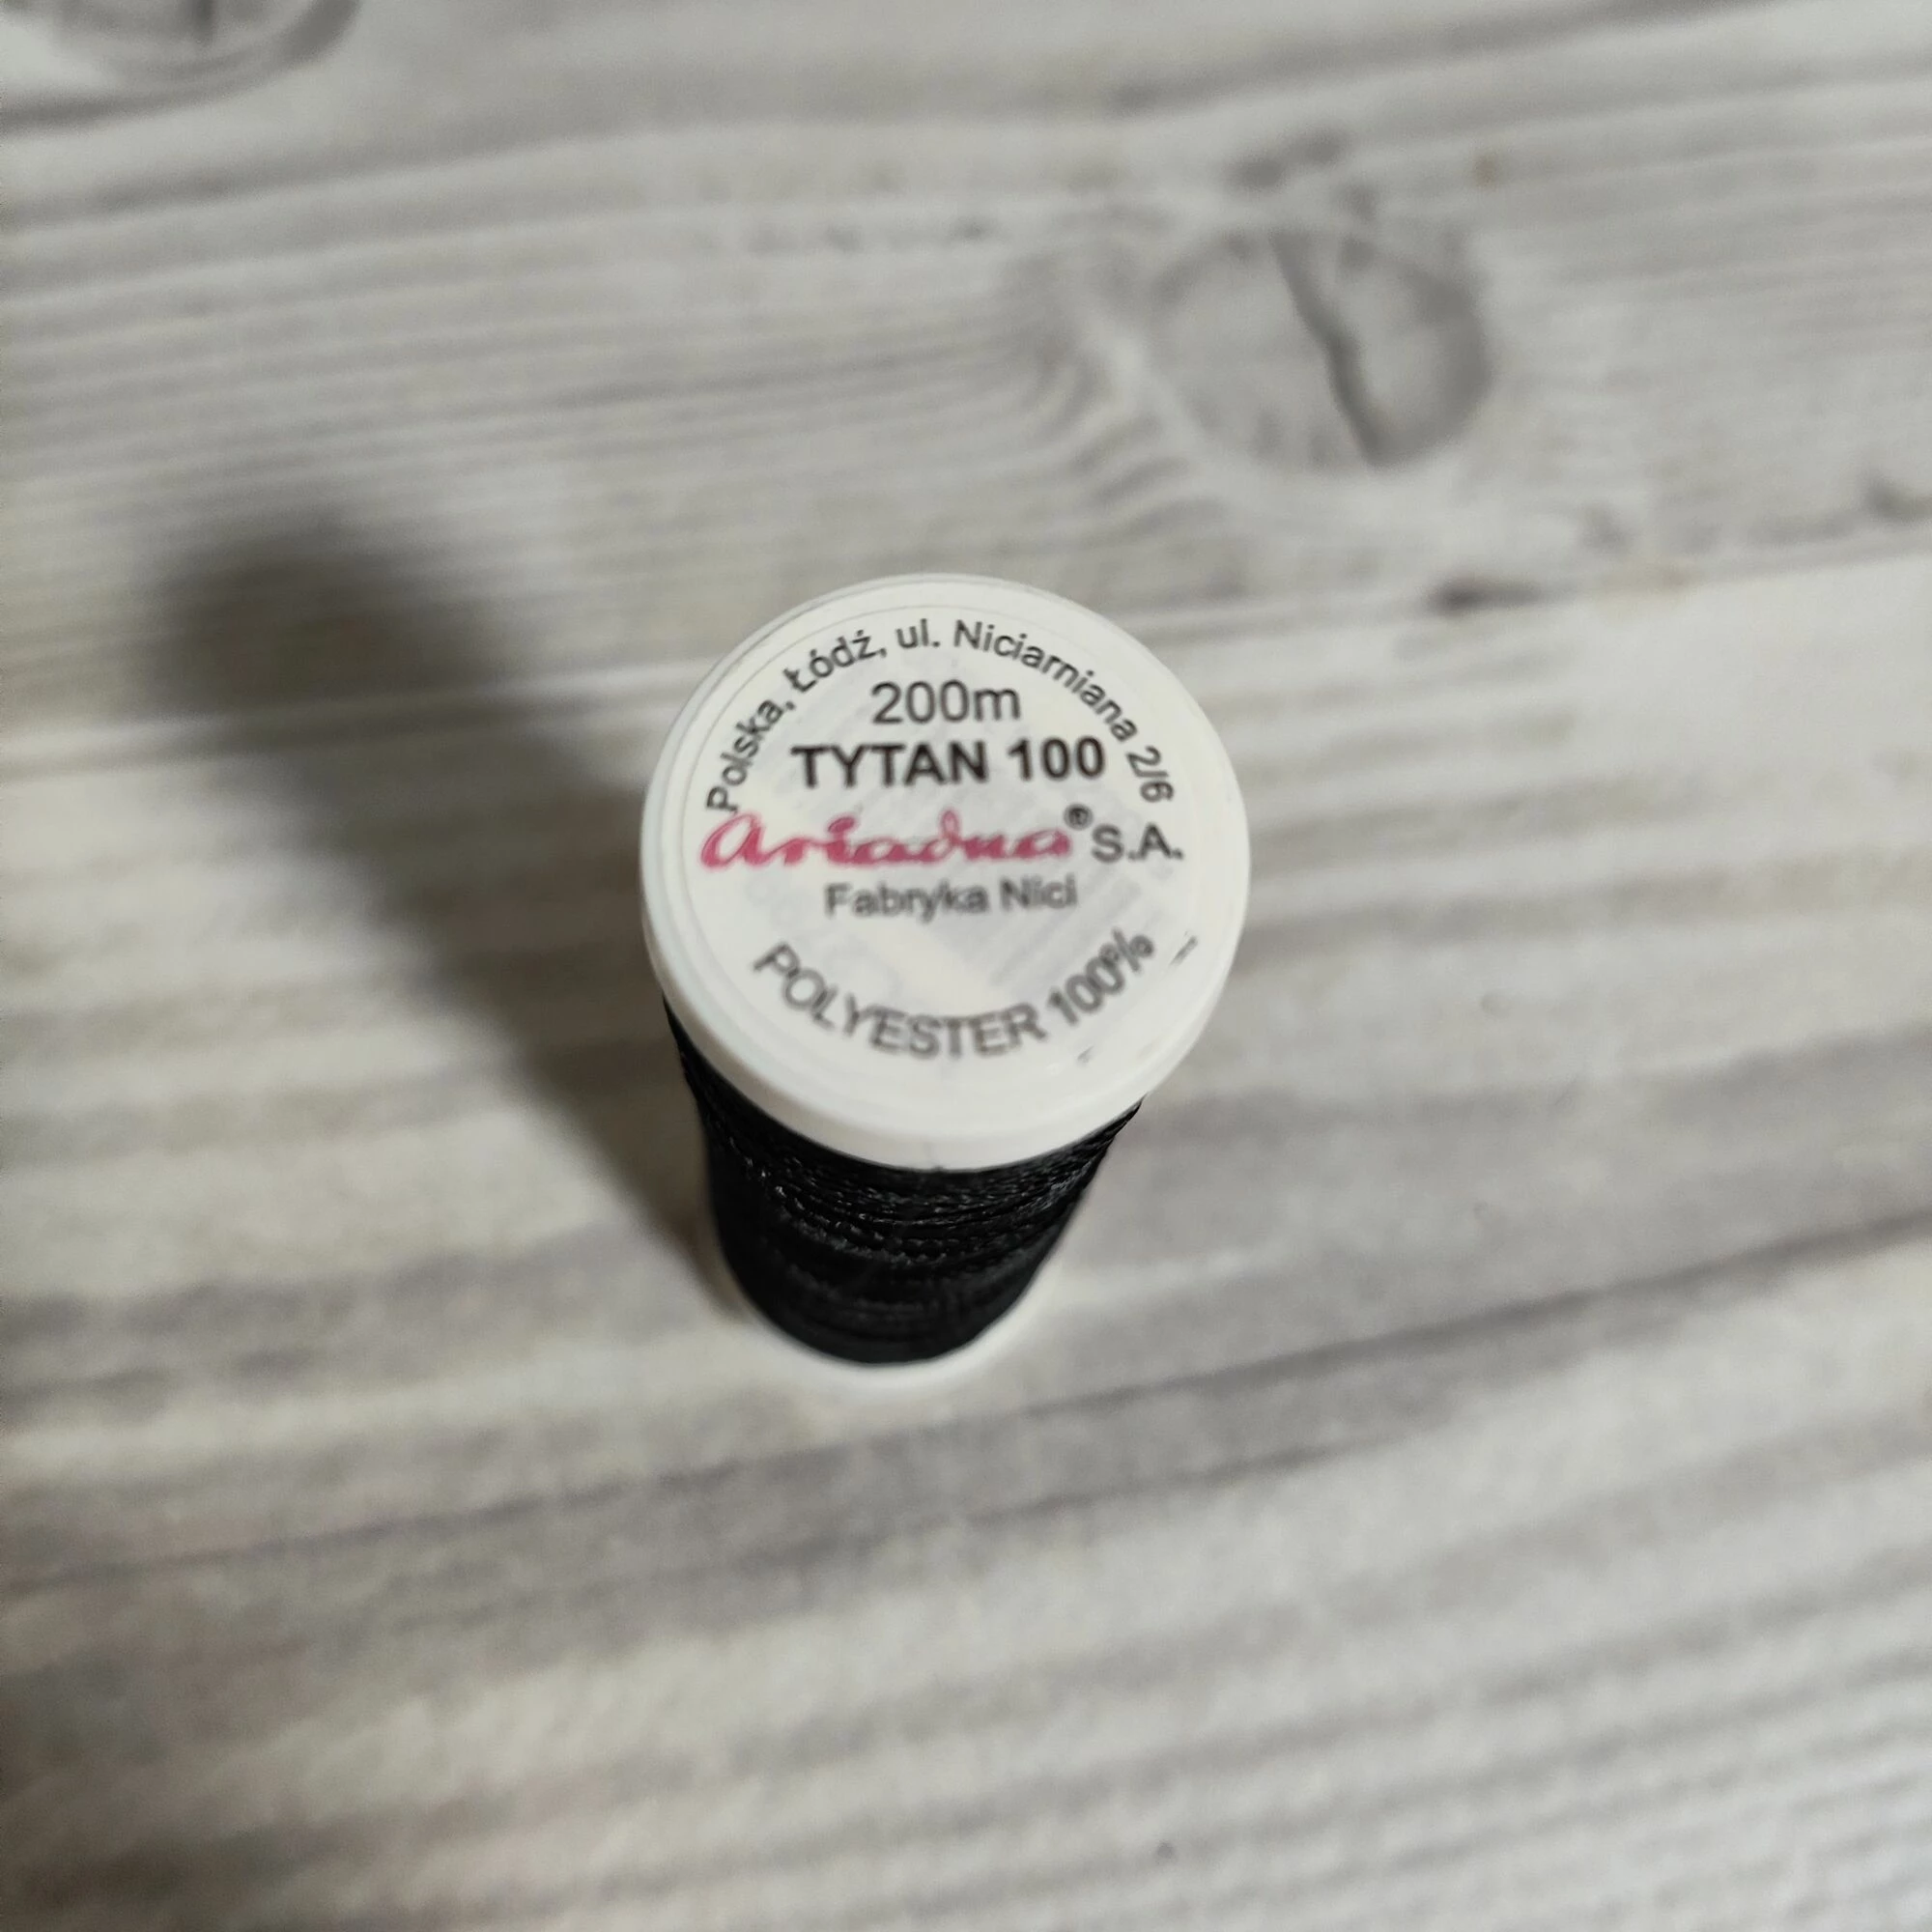 Polska, Łódź, ul. Niciarniana 2/6
200m
TYTAN 100
ariadna® S.A.
Fabryka Nici
POLYESTER 100%